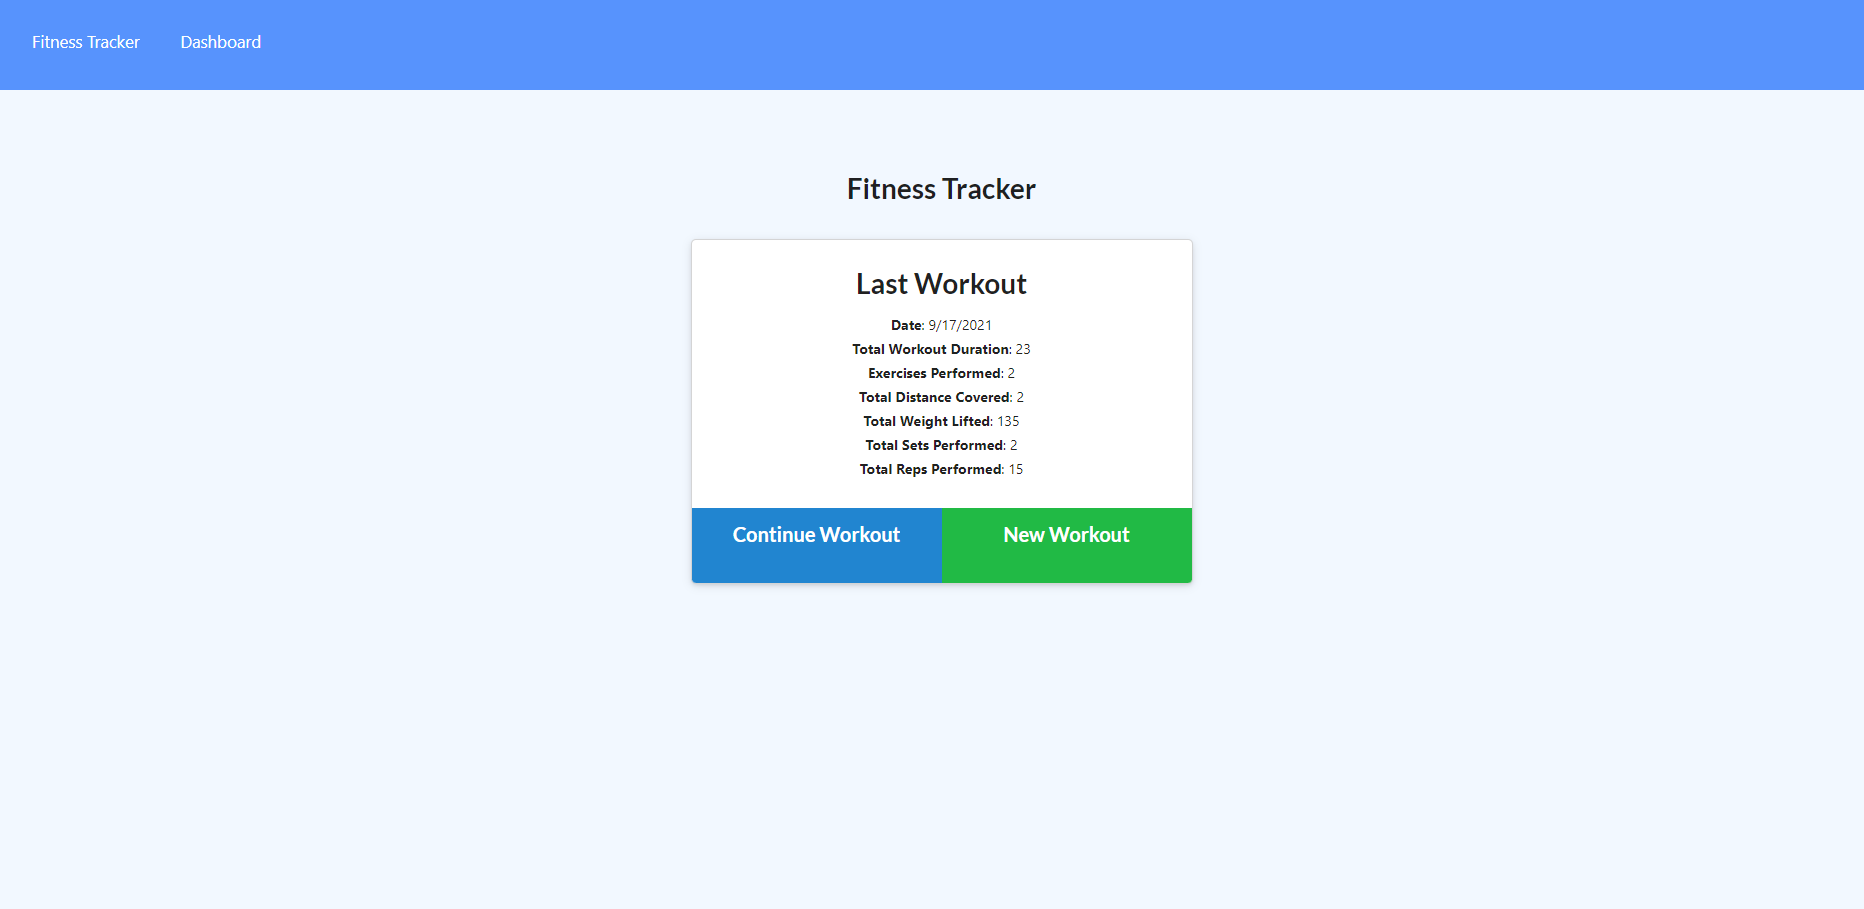 Fitness Tracker Dashboard
Fitness Tracker
Last Workout
Date: 9/17/2021
Total Workout Duration: 23
Exercises Performed: 2
Total Distance Covered: 2
Total Weight Lifted: 135
Total Sets Performed: 2
Total Reps Performed: 15
Continue Workout New Workout